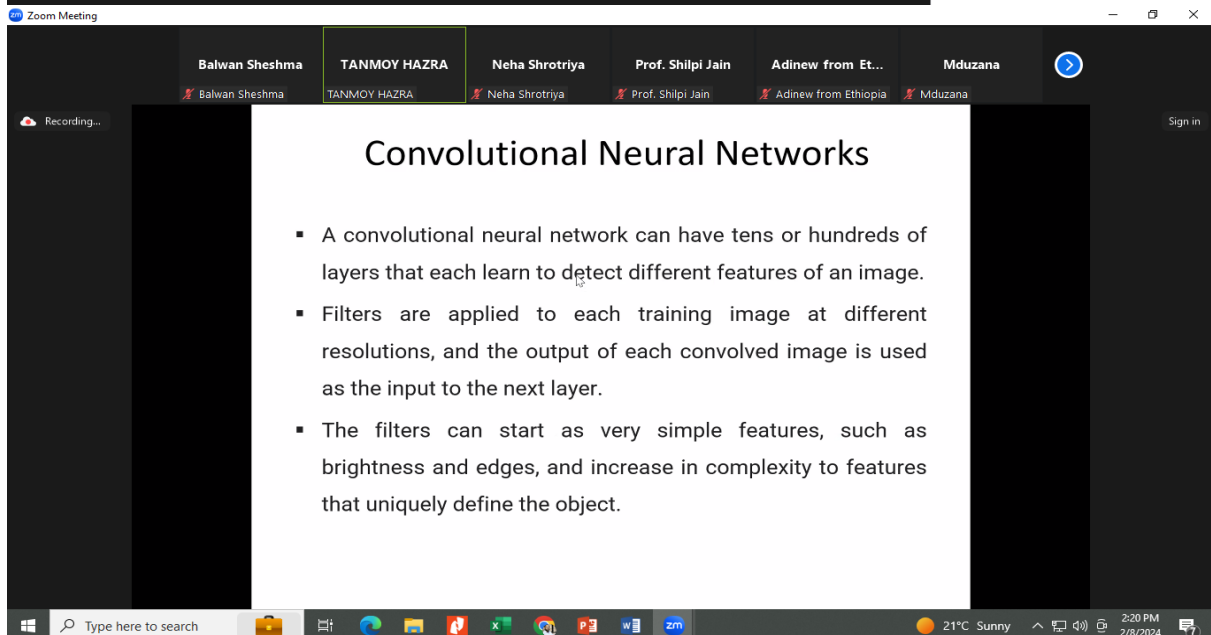 zm Zoom Meeting
Balwan Sheshma
TANMOY HAZRA
Neha Shrotriya
Prof. Shilpi Jain
Adinew from Et...
Mduzana
Balwan Sheshma
TANMOY HAZRA
Neha Shrotriya
Prof. Shilpi Jain
Adinew from Ethiopia
Mduzana
Recording...
Sign in
Convolutional Neural Networks
▪ A convolutional neural network can have tens or hundreds of
layers that each learn to detect different features of an image.
▪ Filters are applied to each training image at different
resolutions, and the output of each convolved image is used
as the input to the next layer.
▪ The filters can start as very simple features, such as
brightness and edges, and increase in complexity to features
that uniquely define the object.
Type here to search
zm
21°C Sunny
2:20 PM
2/8/2024